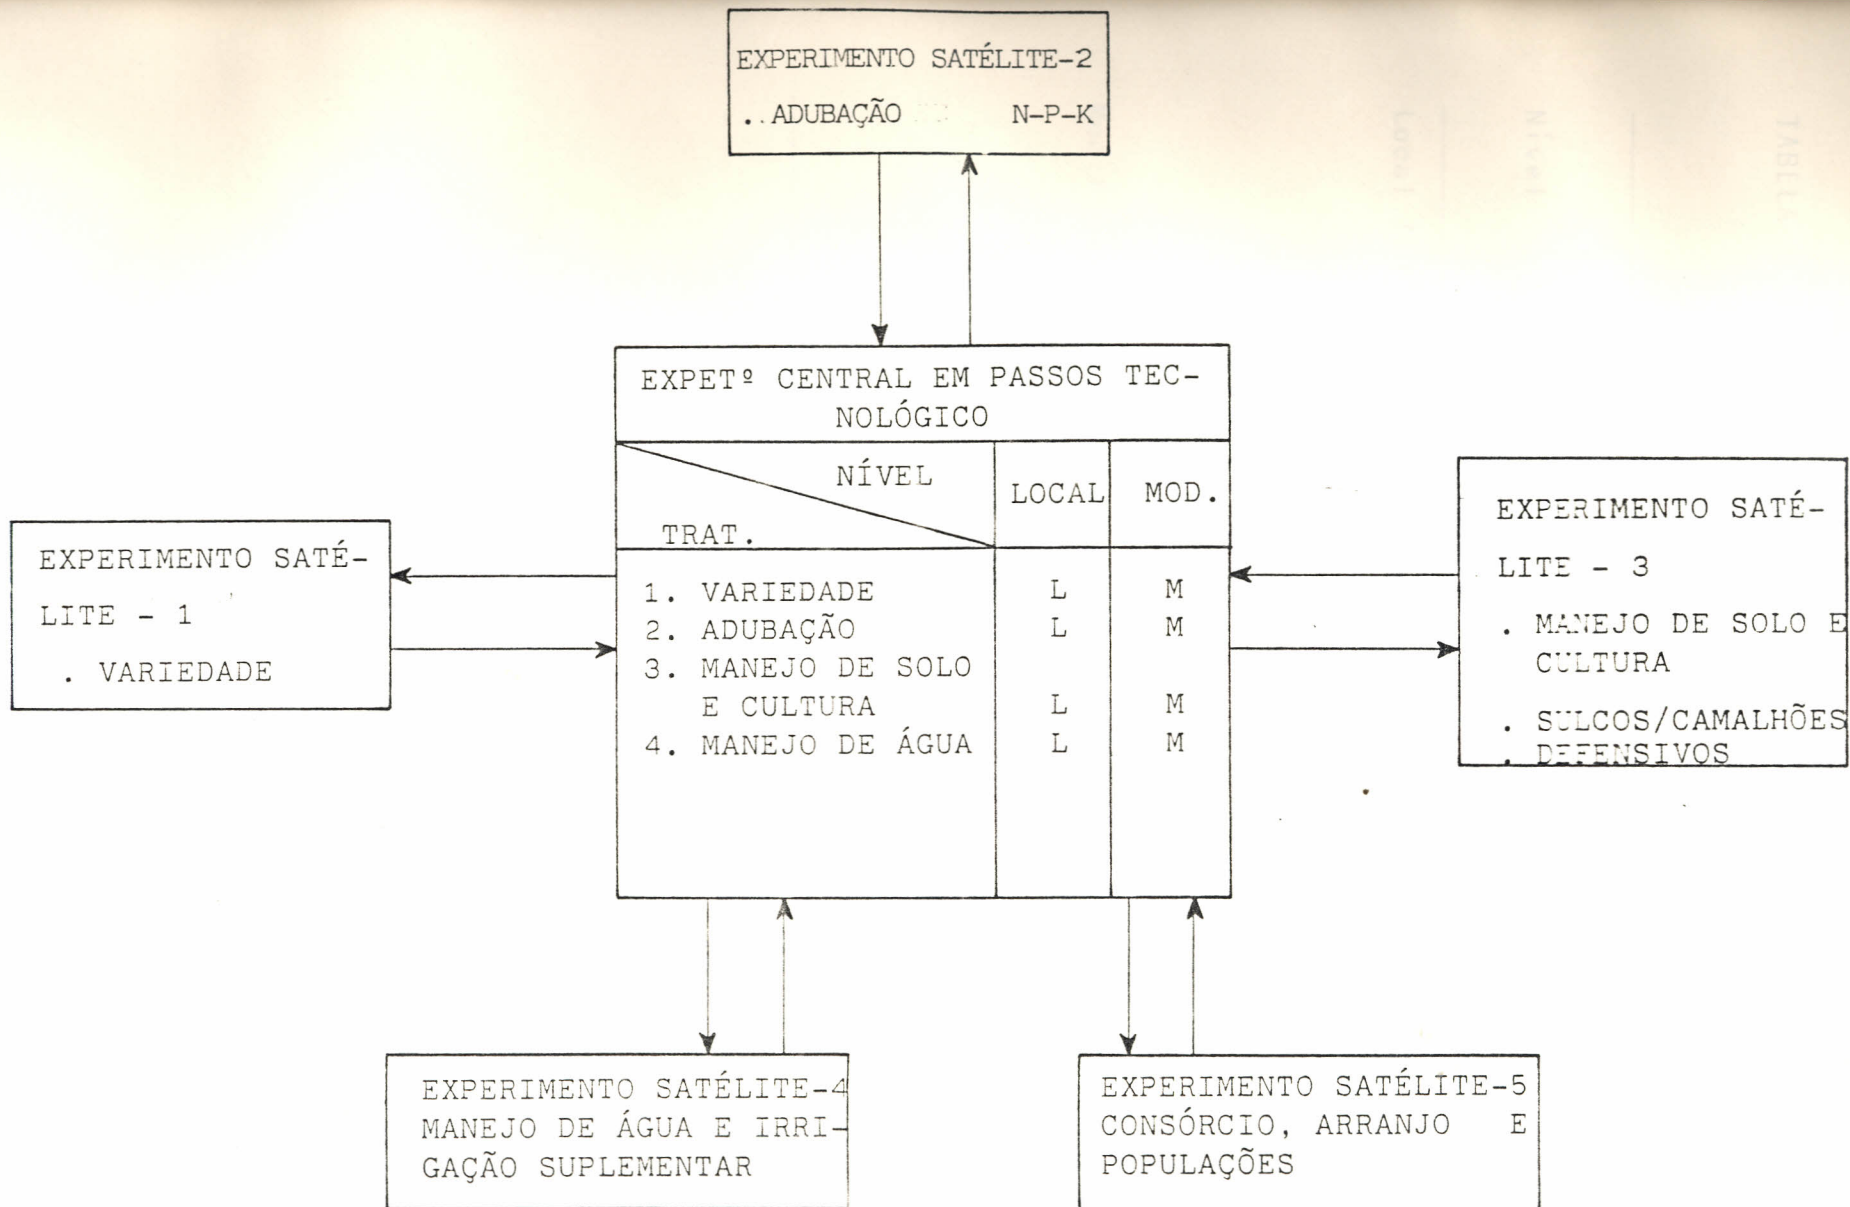 EXPERIMENTO SATÉLITE-2
. ADUBAÇÃO N-P-K
EXPETº CENTRAL EM PASSOS TEC-
NOLÓGICO
NÍVEL
TRAT.
LOCAL
MOD.
1. VARIEDADE L M
2. ADUBAÇÃO L M
3. MANEJO DE SOLO
E CULTURA L M
4. MANEJO DE ÁGUA L M
EXPERIMENTO SATÉ-
LITE - 1
. VARIEDADE
EXPERIMENTO SATÉ-
LITE - 3
. MANEJO DE SOLO E
CULTURA
. SULCOS/CAMALHÕES
. DEFENSIVOS
EXPERIMENTO SATÉLITE-4
MANEJO DE ÁGUA E IRRI-
GAÇÃO SUPLEMENTAR
EXPERIMENTO SATÉLITE-5
CONSÓRCIO, ARRANJO E
POPULAÇÕES
TABELA
Nível
Local